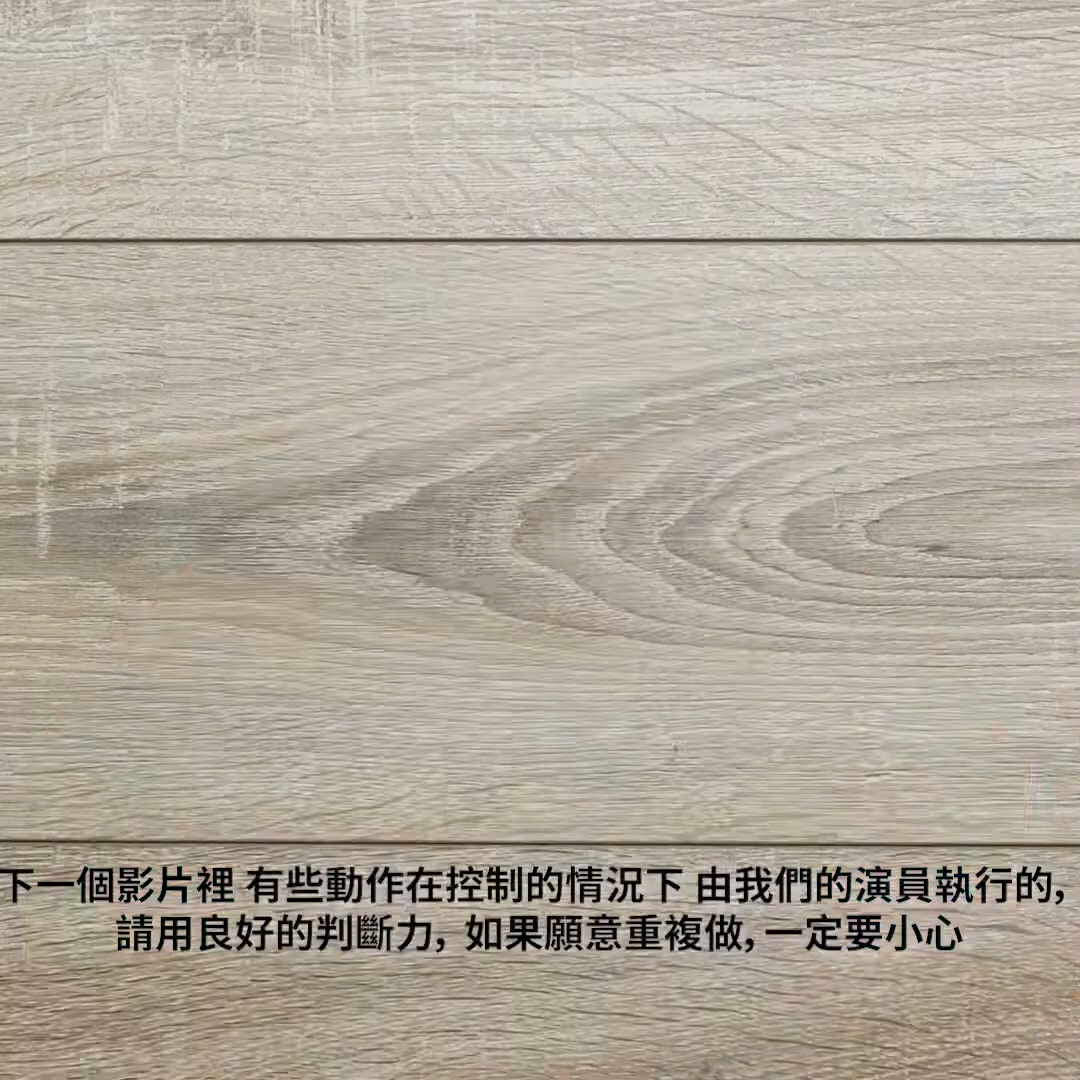 下一個影片裡 有些動作在控制的情況下 由我們的演員執行的,
請用良好的判斷力, 如果願意重複做, 一定要小心